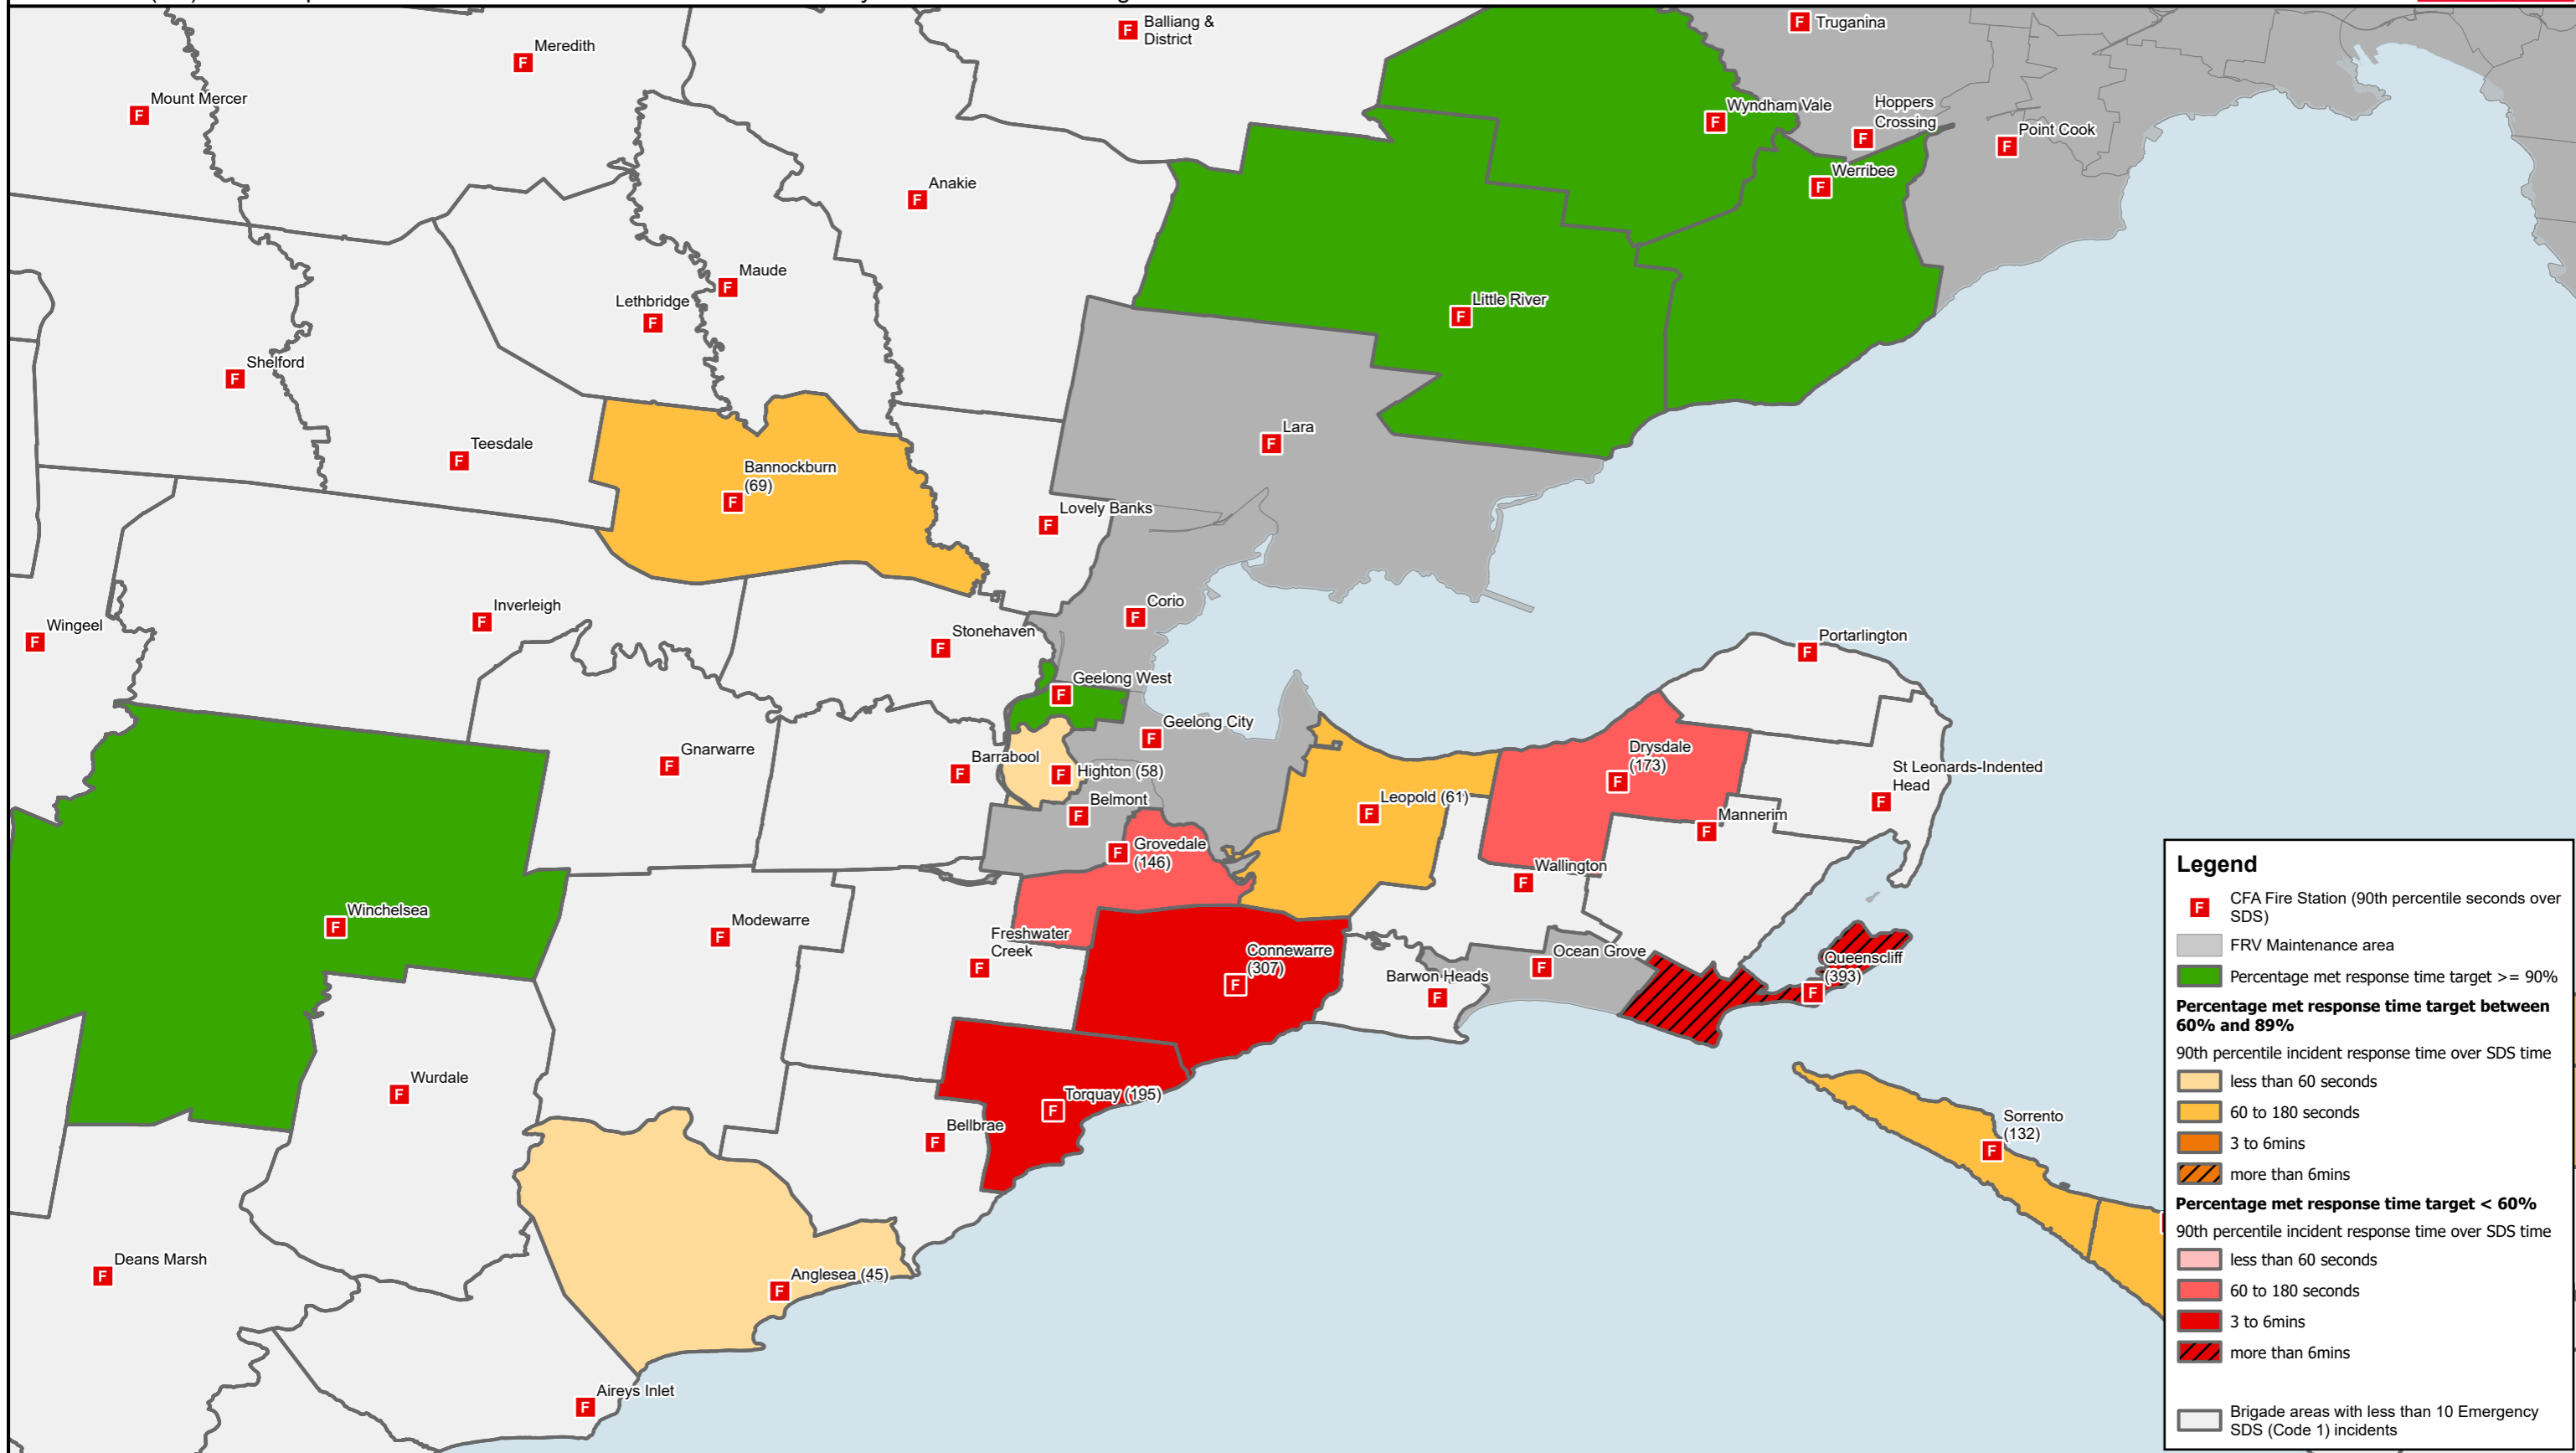 Balliang &
District
Truganina
Meredith
Mount Mercer
Wyndham Vale
Hoppers
Crossing
Point Cook
Werribee
Anakie
Maude
Lethbridge
Little River
Shelford
Lara
Teesdale
Bannockburn
(69)
Lovely Banks
Corio
Inverleigh
Wingeel
Stonehaven
Portarlington
Geelong West
Geelong City
Gnarwarre
Barrabool
Highton (58)
Drysdale
(173)
St Leonards-Indented
Head
Belmont
Leopold (61)
Mannerim
Grovedale
(146)
Wallington
Winchelsea
Modewarre
Freshwater
Creek
Connewarre
(307)
Ocean Grove
Barwon Heads
Queenscliff
(393)
Wurdale
Torquay (195)
Bellbrae
Sorrento
(132)
Deans Marsh
Anglesea (45)
Aireys Inlet
Legend
F CFA Fire Station (90th percentile seconds over
SDS)
FRV Maintenance area
Percentage met response time target >= 90%
Percentage met response time target between
60% and 89%
90th percentile incident response time over SDS time
less than 60 seconds
60 to 180 seconds
3 to 6mins
more than 6mins
Percentage met response time target < 60%
90th percentile incident response time over SDS time
less than 60 seconds
60 to 180 seconds
3 to 6mins
more than 6mins
Brigade areas with less than 10 Emergency
SDS (Code 1) incidents